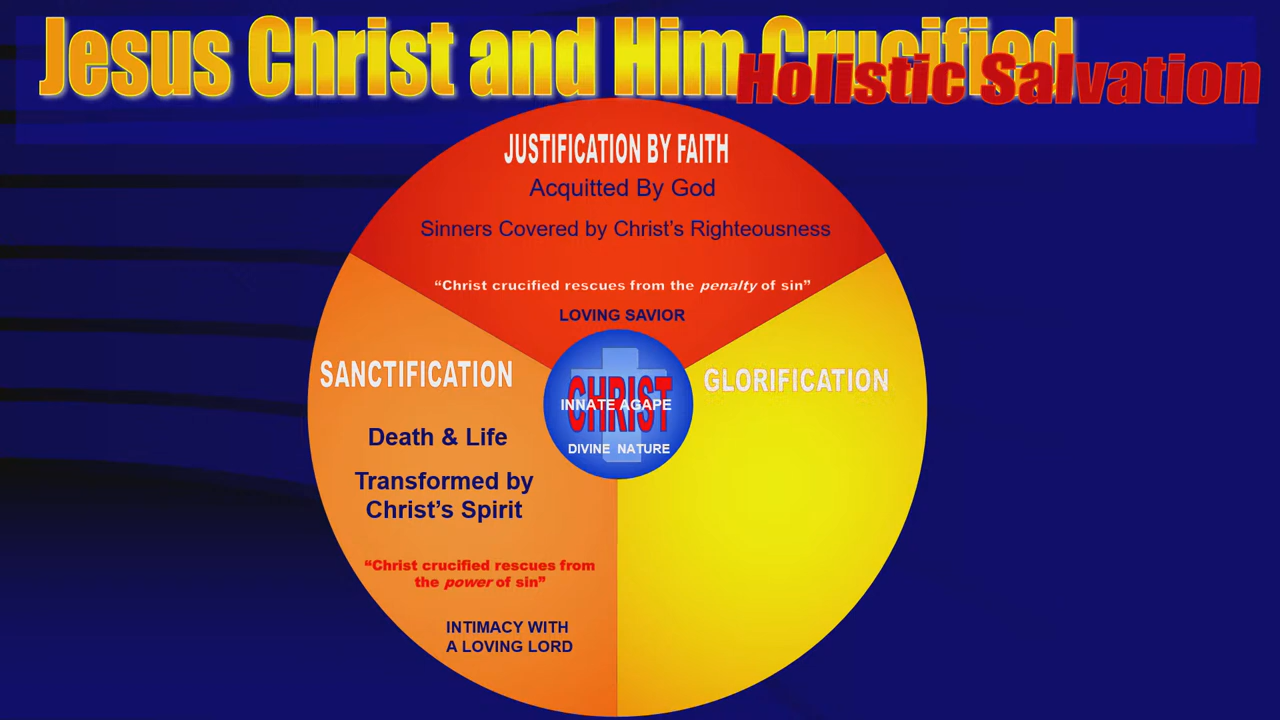 Jesus Christ and Him Crucified
Holistic Salvation
JUSTIFICATION BY FAITH
Acquitted By God
Sinners Covered by Christ’s Righteousness
“Christ crucified rescues from the penalty of sin”
LOVING SAVIOR
SANCTIFICATION
Death & Life
Transformed by
Christ’s Spirit
“Christ crucified rescues from
the power of sin”
INTIMACY WITH
A LOVING LORD
CHRIST
INNATE AGAPE
DIVINE NATURE
GLORIFICATION